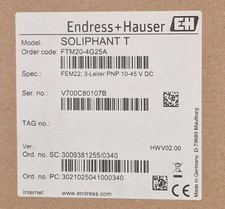 Endress+Hauser EH
Model: SOLIPHANT T
Order code: FTM20-4G25A
Spec.: FEM22; 3-Leiter PNP 10-45 V DC
Ser. no.: V700C80107B
TAG no.:
HWV02.00
Ord. no. SC: 3009381255/0340
Ord. no. PC: 3021025041000340
Made in Germany D-79689 Maulburg
Internet: www.endress.com